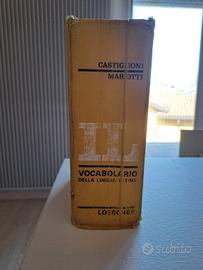 CASTIGLIONI
MARIOTTI
IL
VOCABOLARIO
DELLA LINGUA LATINA
LOESCHER
subito